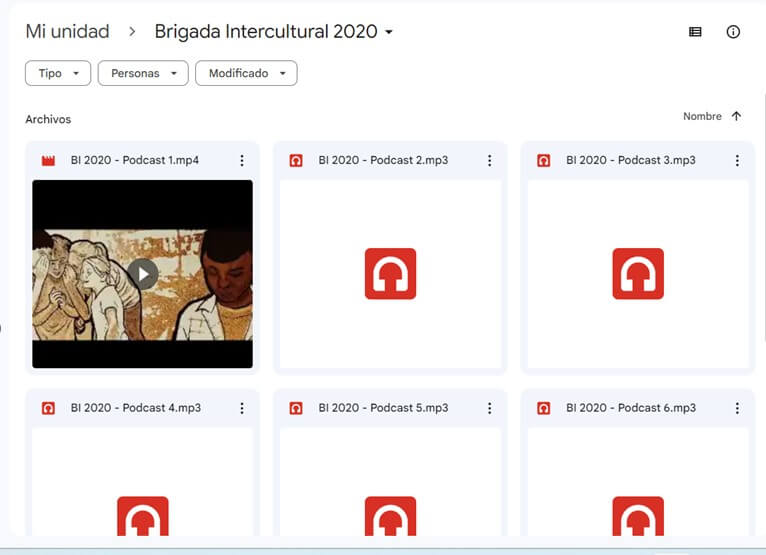 Mi unidad > Brigada Intercultural 2020
Tipo Personas Modificado
Archivos Nombre
BI 2020 - Podcast 1.mp4 BI 2020 - Podcast 2.mp3 BI 2020 - Podcast 3.mp3
BI 2020 - Podcast 4.mp3 BI 2020 - Podcast 5.mp3 BI 2020 - Podcast 6.mp3